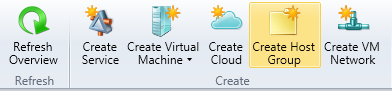 Refresh
Overview
Create
Service
Create Virtual
Machine
Create
Cloud
Create Host
Group
Create VM
Network
Refresh
Create